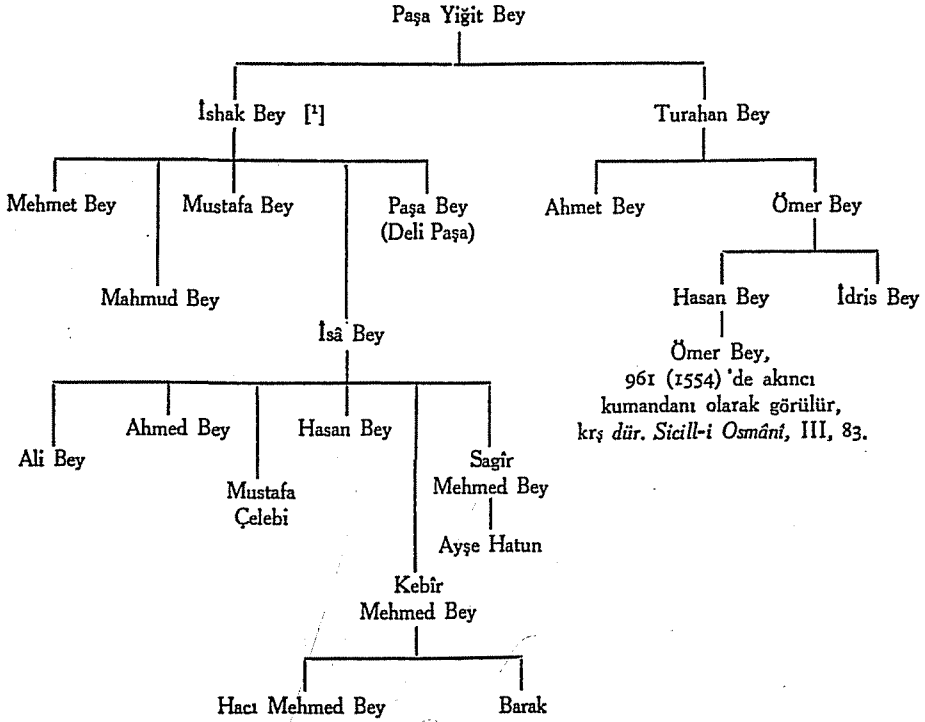 Paşa Yiğit Bey
İshak Bey [¹]
Turahan Bey
Mehmet Bey
Mustafa Bey
Paşa Bey
(Deli Paşa)
Ahmet Bey
Ömer Bey
Mahmud Bey
Hasan Bey
İdris Bey
İsâ Bey
Ömer Bey,
961 (1554) 'de akıncı
kumandanı olarak görülür,
krş dür. Sicill-i Osmânî, III, 83.
Ali Bey
Ahmed Bey
Hasan Bey
Mustafa
Çelebi
Sagîr
Mehmed Bey
Ayşe Hatun
Kebîr
Mehmed Bey
Hacı Mehmed Bey
Barak